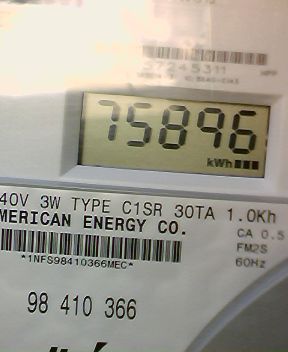 37245311
75896
kWh
40V 3W TYPE C1SR 30TA 1.0Kh
MERICAN ENERGY CO.
CA 0.5
FM2S
60Hz
*1NFS98410366MEC*
98 410 366